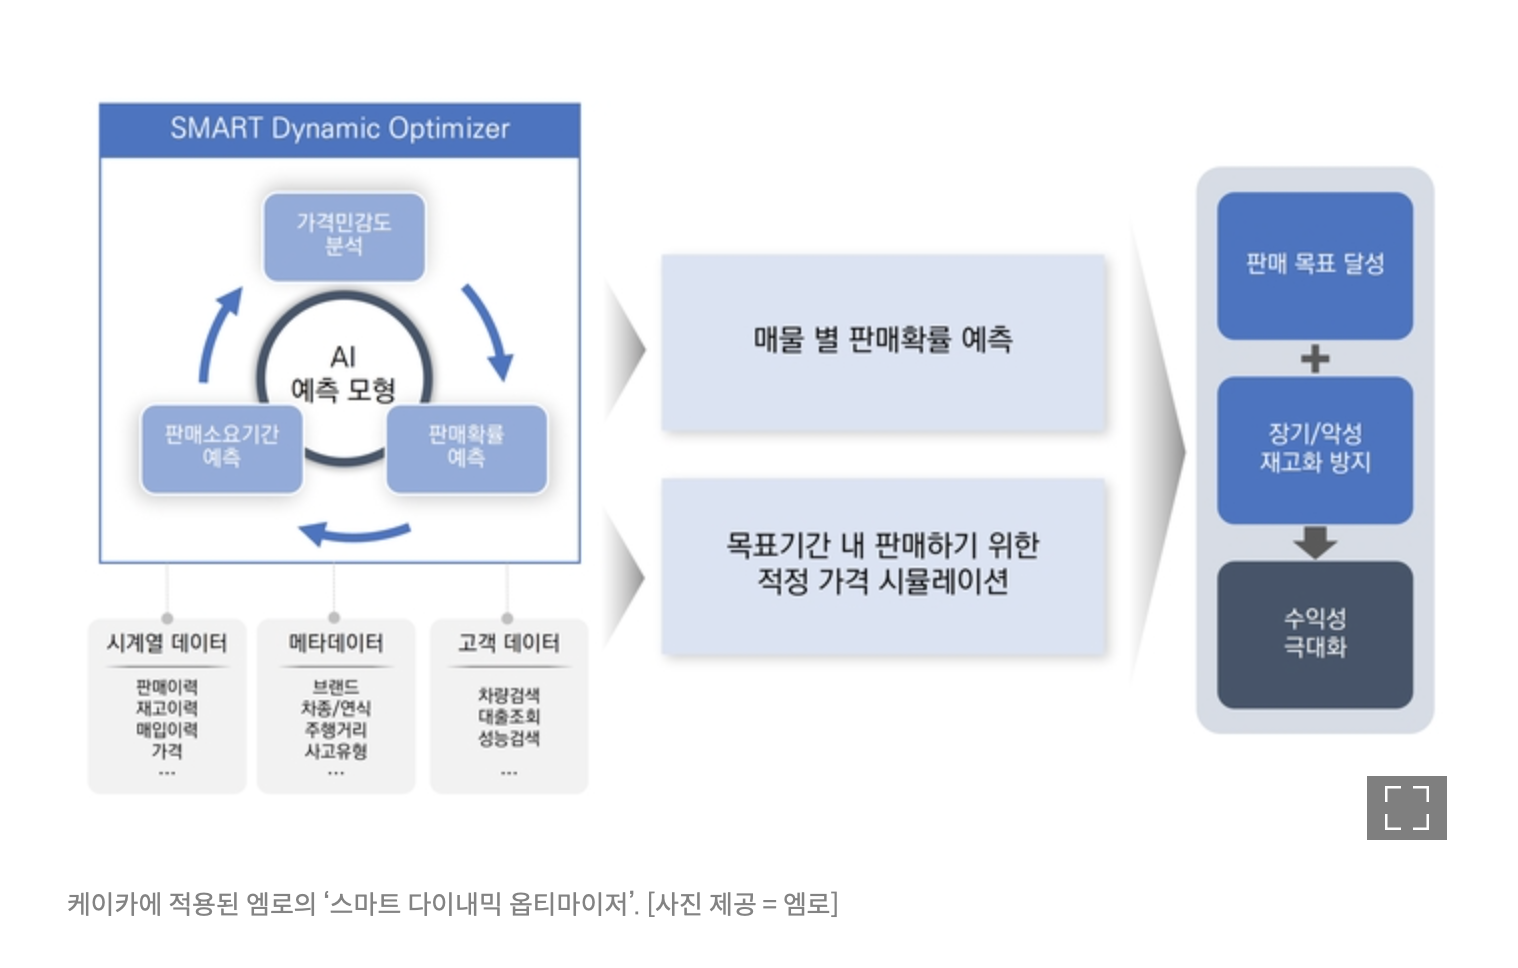 SMART Dynamic Optimizer
가격민감도
분석
AI
예측 모형
판매소요기간
예측
판매확률
예측
시계열 데이터
판매이력
재고이력
매입이력
가격
...
메타데이터
브랜드
차종/연식
주행거리
사고유형
...
고객 데이터
차량검색
대출조회
성능검색
...
매물 별 판매확률 예측
목표기간 내 판매하기 위한
적정 가격 시뮬레이션
판매 목표 달성
+
장기/악성
재고화 방지
수익성
극대화
케이카에 적용된 엠로의 ‘스마트 다이내믹 옵티마이저’. [사진 제공 = 엠로]